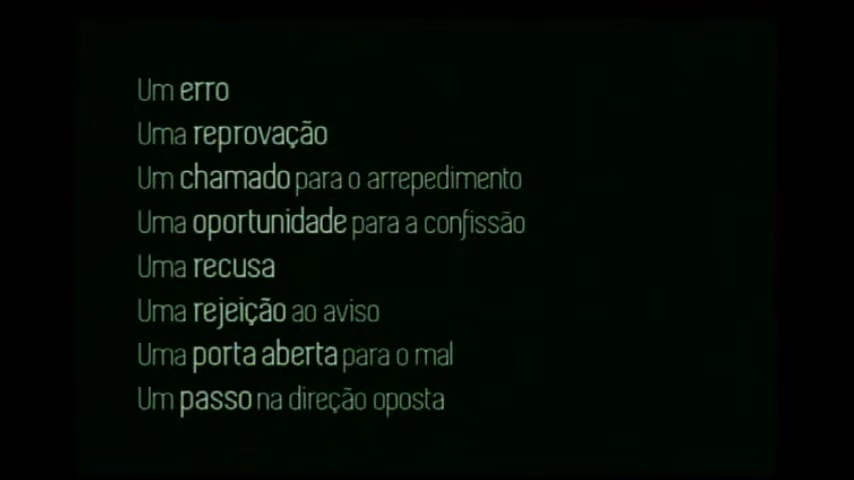 Um erro
Uma reprovação
Um chamado para o arrepedimento
Uma oportunidade para a confissão
Uma recusa
Uma rejeição ao aviso
Uma porta aberta para o mal
Um passo na direção oposta